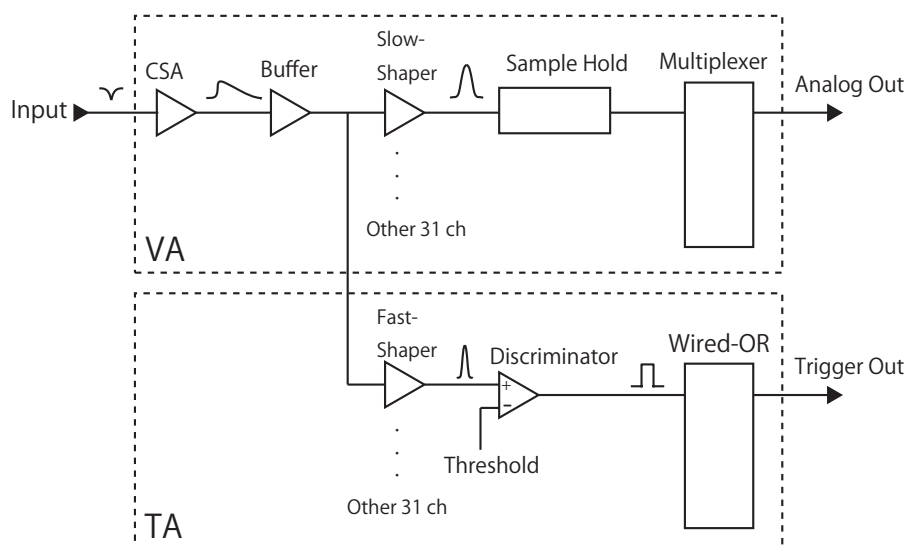 Slow-
Shaper
CSA
Buffer
Sample Hold
Multiplexer
Input
Analog Out
.
.
.
Other 31 ch
VA
Fast-
Shaper
Discriminator
Wired-OR
Trigger Out
+
−
Threshold
.
.
.
Other 31 ch
TA